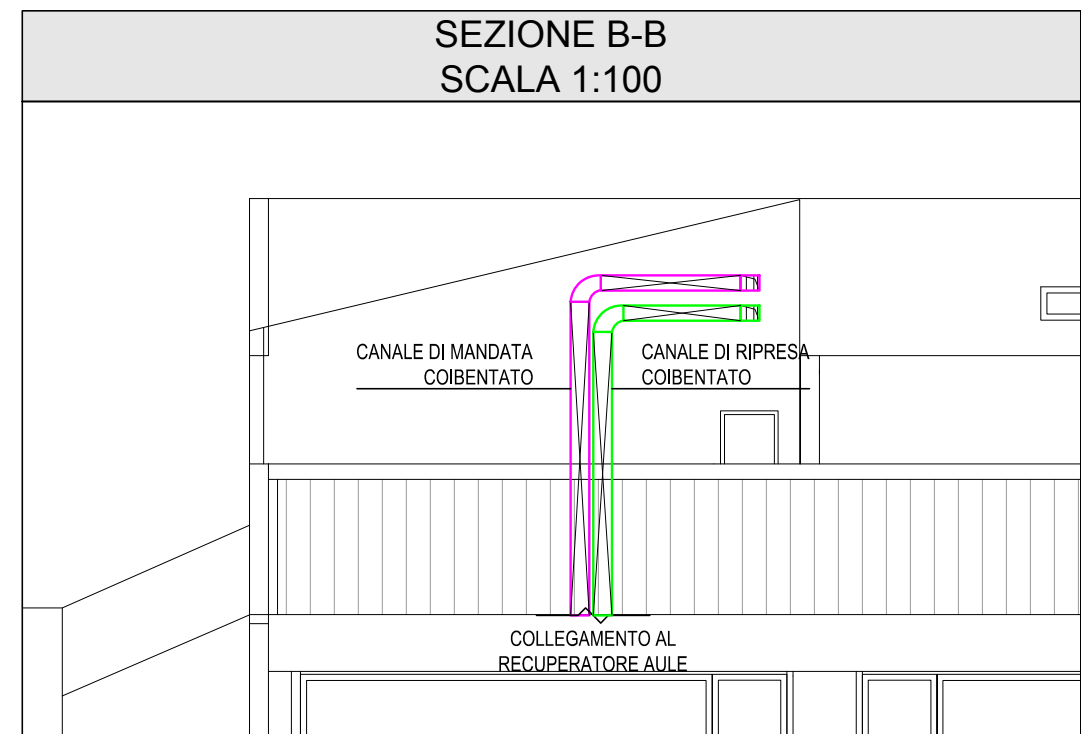 SEZIONE B-B
SCALA 1:100
CANALE DI MANDATA
COIBENTATO
CANALE DI RIPRESA
COIBENTATO
COLLEGAMENTO AL
RECUPERATORE AULE